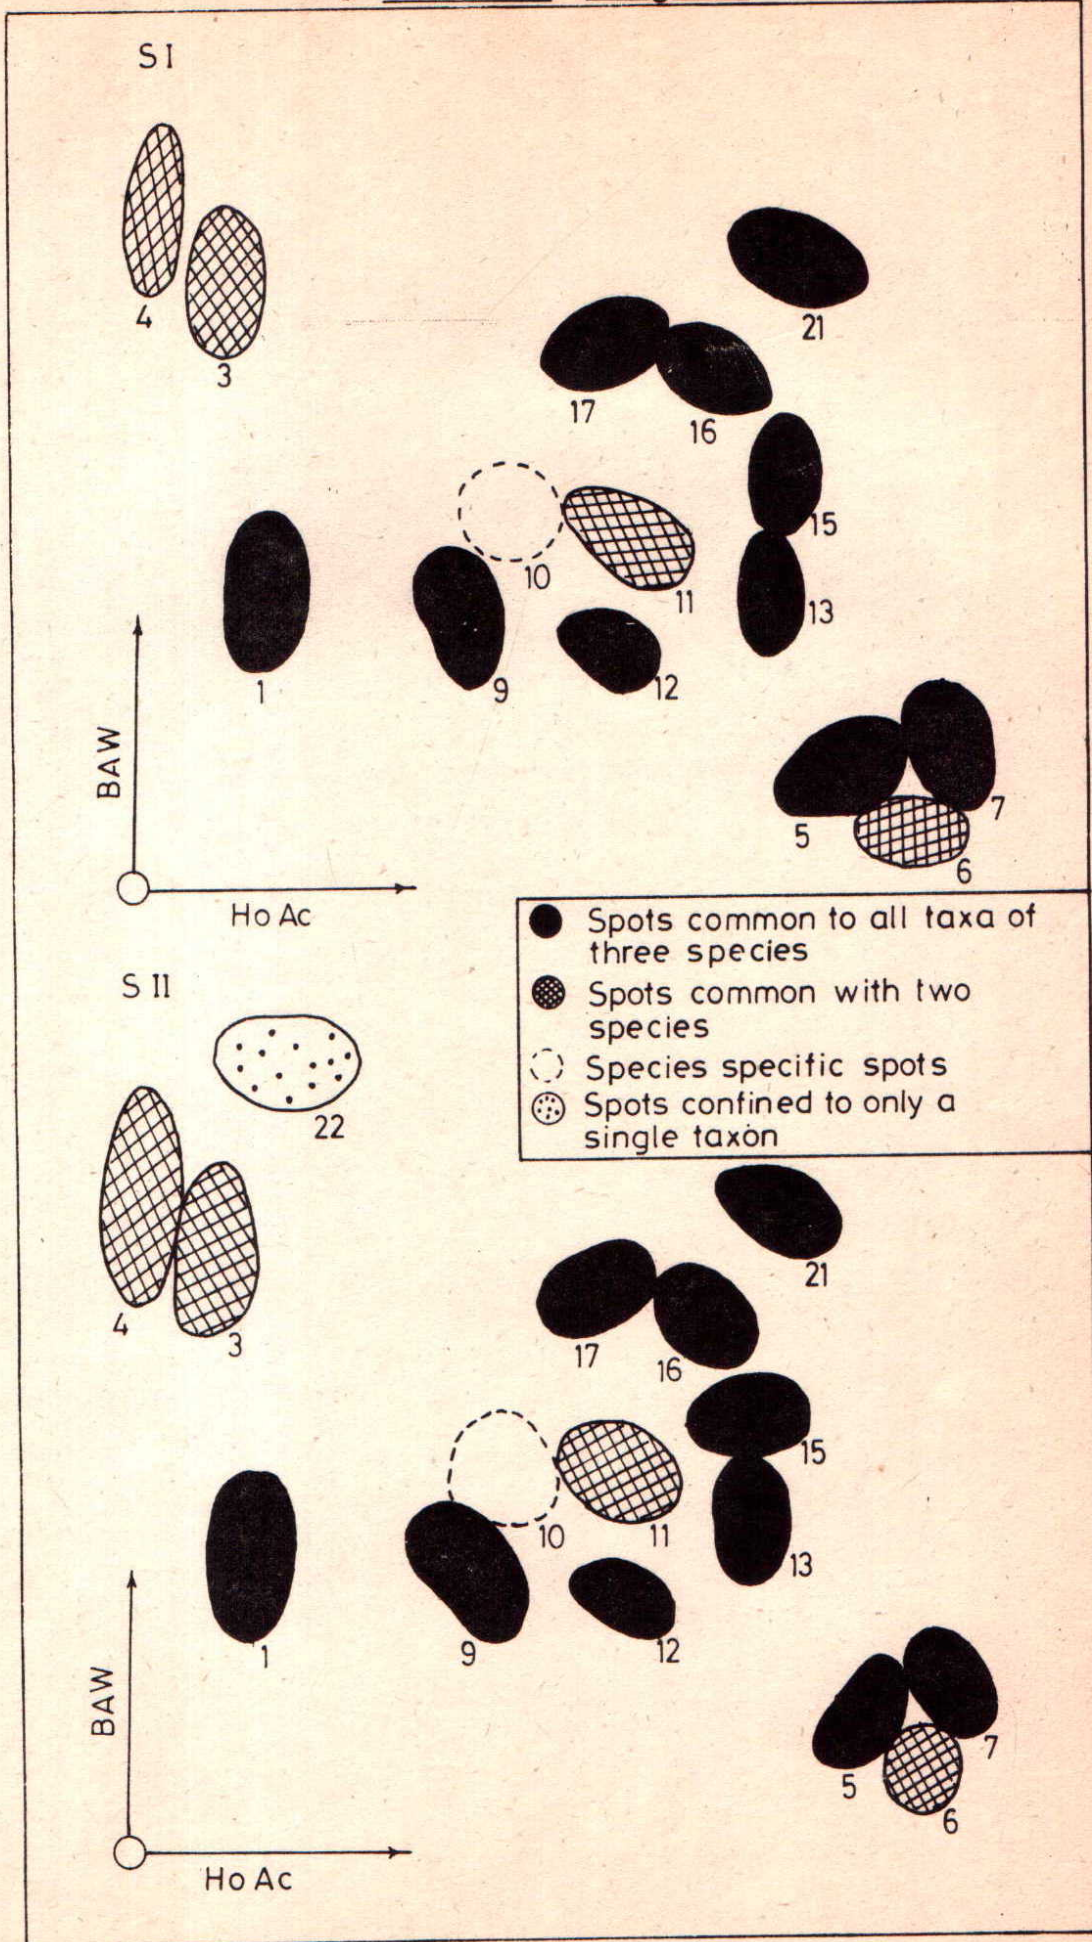 S I
4
3
21
17
16
15
10
11
13
1
9
12
BAW
5
7
6
Ho Ac
Spots common to all taxa of
three species
Spots common with two
species
Species specific spots
Spots confined to only a
single taxon
S II
22
4
3
21
17
16
15
10
11
13
1
9
12
BAW
5
7
6
Ho Ac